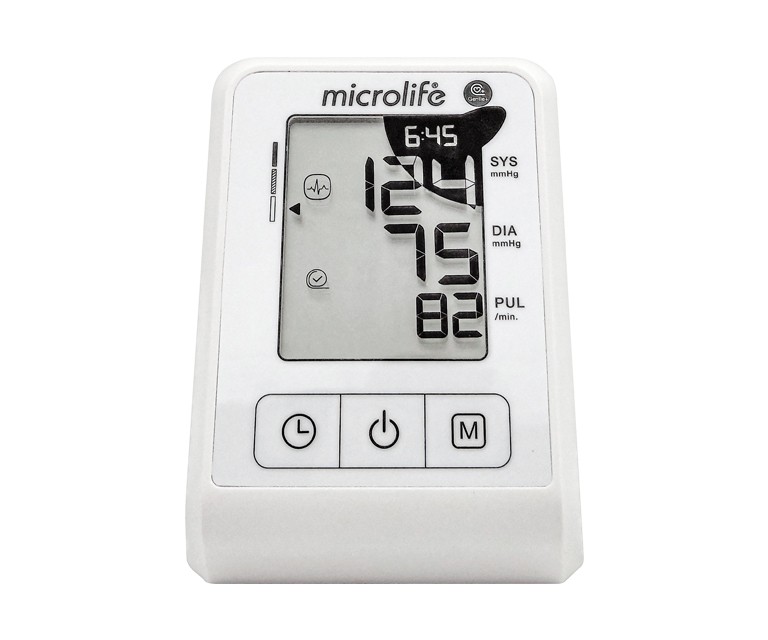 microlife®
Gentle+
6:45
124
SYS
mmHg
75
DIA
mmHg
82
PUL
/min.
M